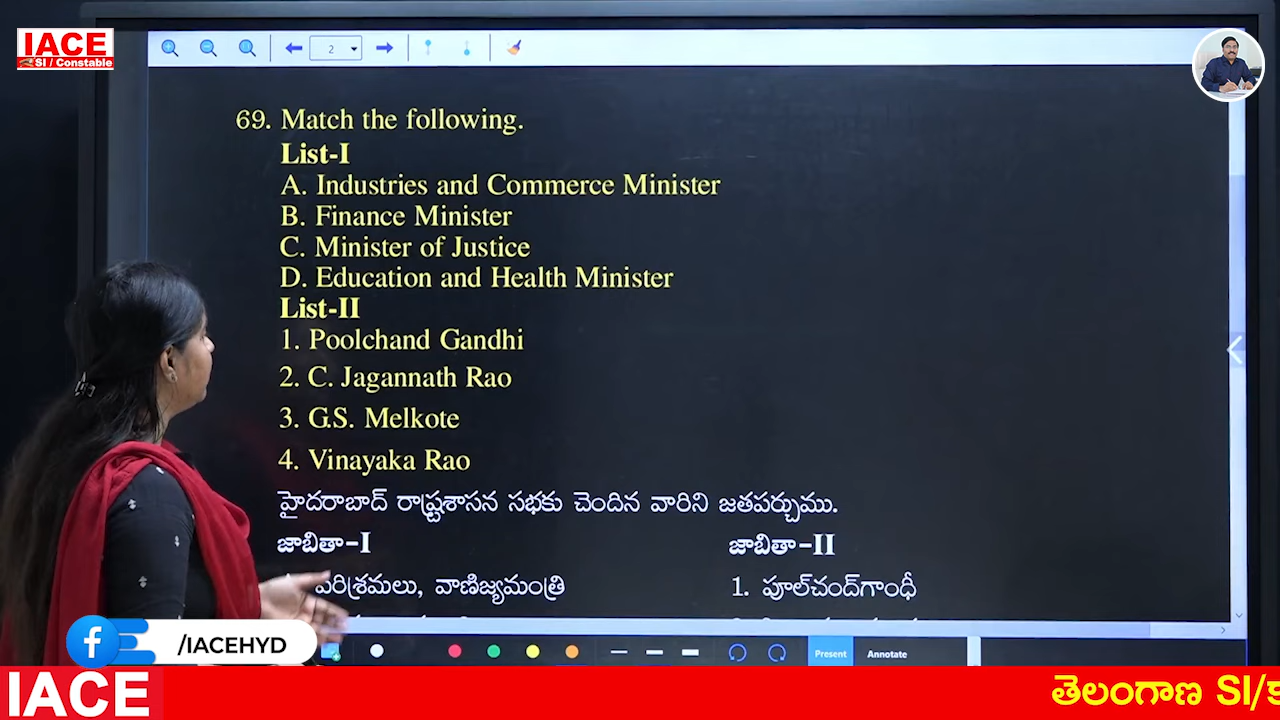 IACE
SI / Constable
2
69. Match the following.
List-I
A. Industries and Commerce Minister
B. Finance Minister
C. Minister of Justice
D. Education and Health Minister
List-II
1. Poolchand Gandhi
2. C. Jagannath Rao
3. G.S. Melkote
4. Vinayaka Rao
హైదరాబాద్ రాష్ట్రశాసన సభకు చెందిన వారిని జతపర్చుము.
జాబితా-I జాబితా-II
పరిశ్రమలు, వాణిజ్యమంత్రి 1. పూల్‌చంద్‌గాంధీ
Present Annotate
f /IACEHYD
IACE తెలంగాణ SI/క